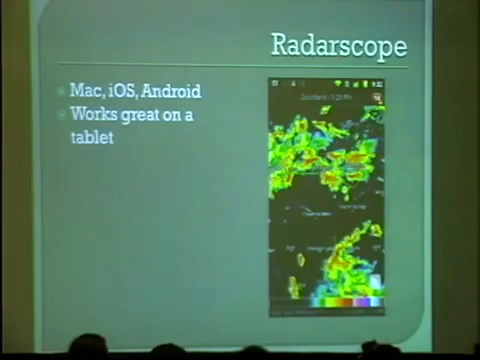 Radarscope
Mac, iOS, Android
Works great on a
tablet